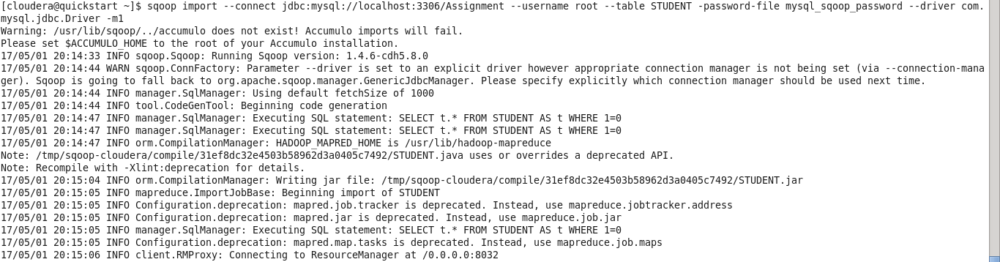 [cloudera@quickstart ~]$ sqoop import --connect jdbc:mysql://localhost:3306/Assignment --username root --table STUDENT -password-file mysql_sqoop_password --driver com.
mysql.jdbc.Driver -m1
Warning: /usr/lib/sqoop/../accumulo does not exist! Accumulo imports will fail.
Please set $ACCUMULO_HOME to the root of your Accumulo installation.
17/05/01 20:14:33 INFO sqoop.Sqoop: Running Sqoop version: 1.4.6-cdh5.8.0
17/05/01 20:14:44 WARN sqoop.ConnFactory: Parameter --driver is set to an explicit driver however appropriate connection manager is not being set (via --connection-mana
ger). Sqoop is going to fall back to org.apache.sqoop.manager.GenericJdbcManager. Please specify explicitly which connection manager should be used next time.
17/05/01 20:14:44 INFO manager.SqlManager: Using default fetchSize of 1000
17/05/01 20:14:44 INFO tool.CodeGenTool: Beginning code generation
17/05/01 20:14:47 INFO manager.SqlManager: Executing SQL statement: SELECT t.* FROM STUDENT AS t WHERE 1=0
17/05/01 20:14:47 INFO manager.SqlManager: Executing SQL statement: SELECT t.* FROM STUDENT AS t WHERE 1=0
17/05/01 20:14:47 INFO orm.CompilationManager: HADOOP_MAPRED_HOME is /usr/lib/hadoop-mapreduce
Note: /tmp/sqoop-cloudera/compile/31ef8dc32e4503b58962d3a0405c7492/STUDENT.java uses or overrides a deprecated API.
Note: Recompile with -Xlint:deprecation for details.
17/05/01 20:15:04 INFO orm.CompilationManager: Writing jar file: /tmp/sqoop-cloudera/compile/31ef8dc32e4503b58962d3a0405c7492/STUDENT.jar
17/05/01 20:15:05 INFO mapreduce.ImportJobBase: Beginning import of STUDENT
17/05/01 20:15:05 INFO Configuration.deprecation: mapred.job.tracker is deprecated. Instead, use mapreduce.jobtracker.address
17/05/01 20:15:05 INFO Configuration.deprecation: mapred.jar is deprecated. Instead, use mapreduce.job.jar
17/05/01 20:15:05 INFO manager.SqlManager: Executing SQL statement: SELECT t.* FROM STUDENT AS t WHERE 1=0
17/05/01 20:15:05 INFO Configuration.deprecation: mapred.map.tasks is deprecated. Instead, use mapreduce.job.maps
17/05/01 20:15:06 INFO client.RMProxy: Connecting to ResourceManager at /0.0.0.0:8032